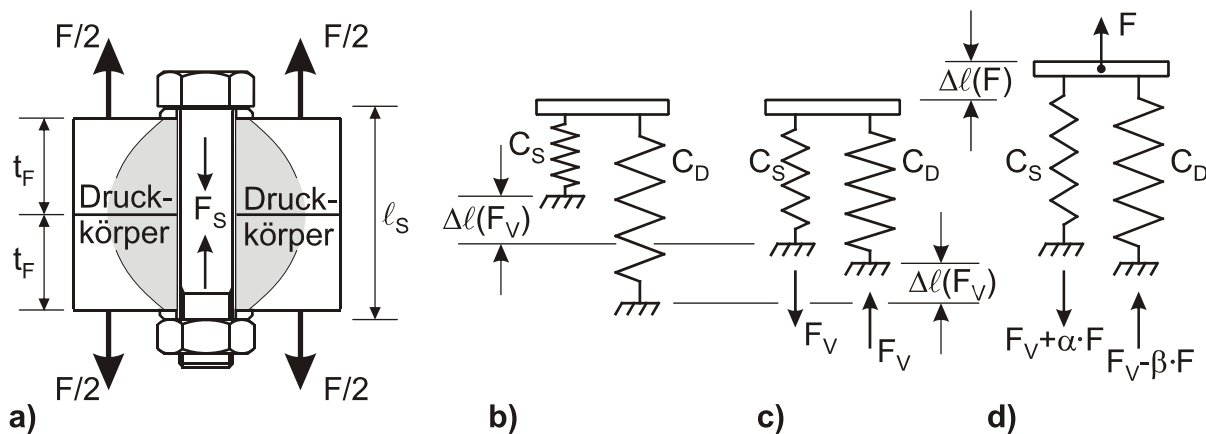 F/2
F/2
t_F
t_F
Druck-
körper
F_S
Druck-
körper
ℓ_S
F/2
F/2
a)
C_S
C_D
Δℓ(F_V)
b)
C_S
C_D
Δℓ(F_V)
F_V
F_V
c)
F
Δℓ(F)
C_S
C_D
F_V+α·F
F_V-β·F
d)